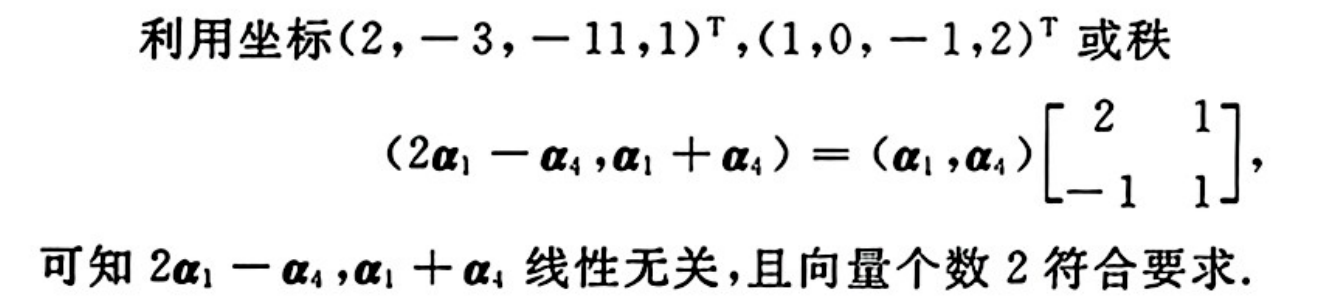 利用坐标(2, －3, －11,1)ᵀ,(1,0, －1,2)ᵀ 或秩
(2α₁ － α₄ ,α₁ ＋ α₄ ) ＝ (α₁ ,α₄ )[2 1; －1 1],
可知 2α₁ － α₄ ,α₁ ＋ α₄ 线性无关,且向量个数 2 符合要求.